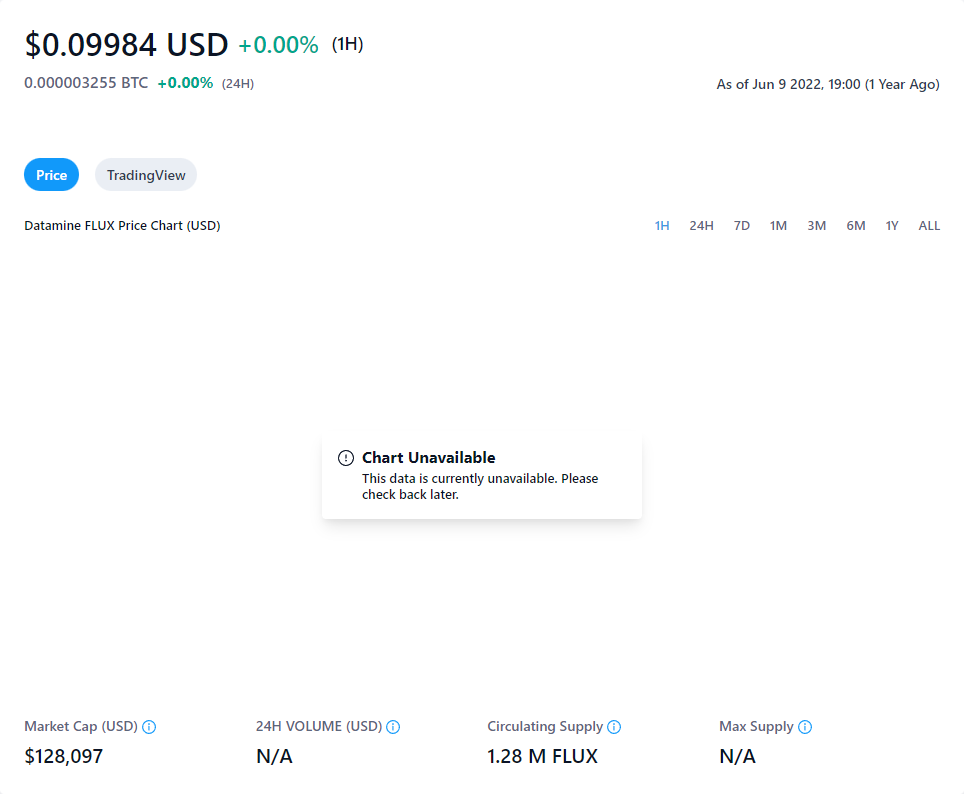 $0.09984 USD +0.00% (1H)
0.000003255 BTC +0.00% (24H)
As of Jun 9 2022, 19:00 (1 Year Ago)
Price TradingView
Datamine FLUX Price Chart (USD) 1H 24H 7D 1M 3M 6M 1Y ALL
Chart Unavailable
This data is currently unavailable. Please
check back later.
Market Cap (USD) 24H VOLUME (USD) Circulating Supply Max Supply
$128,097 N/A 1.28 M FLUX N/A